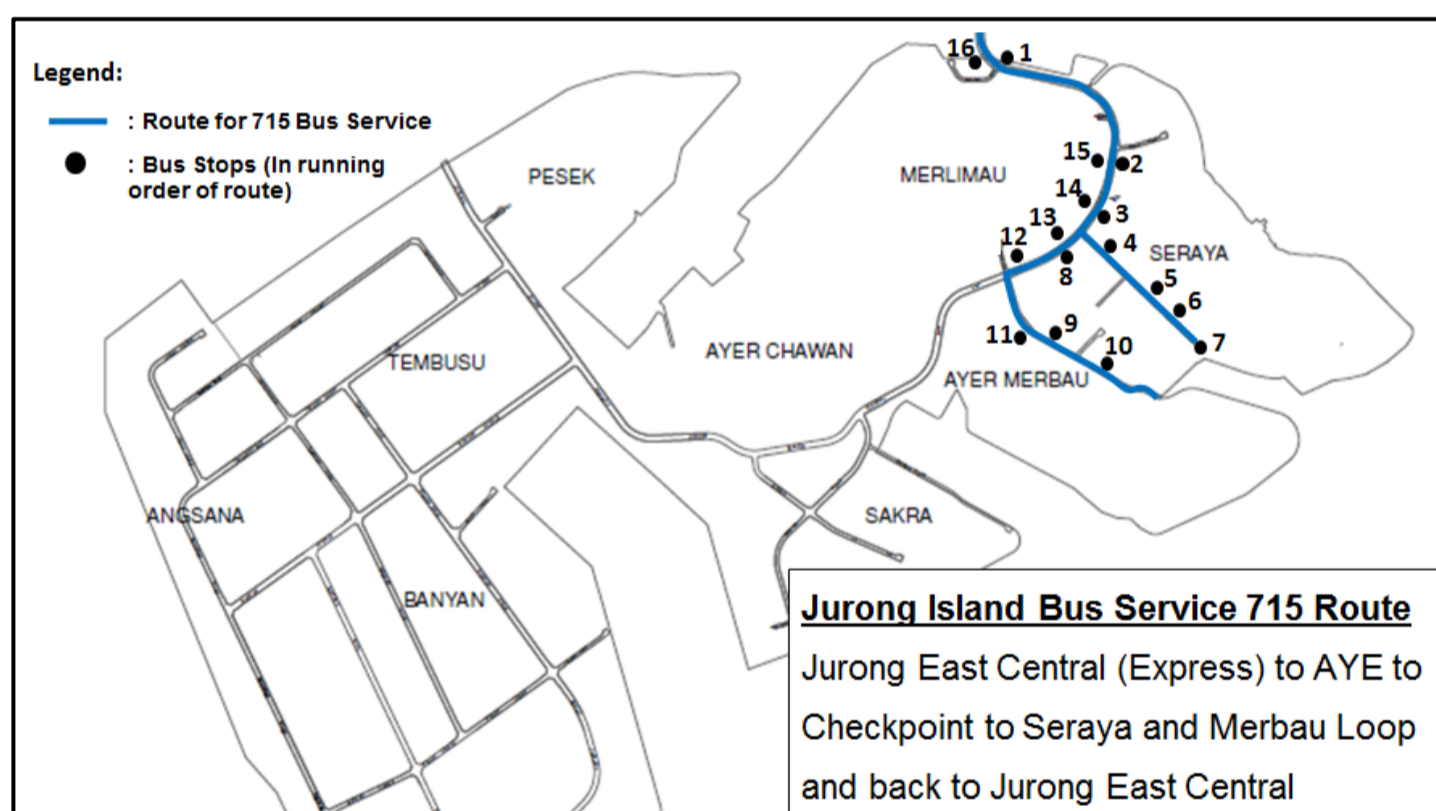 Legend:
: Route for 715 Bus Service
: Bus Stops (In running
order of route)
16
1
PESEK
MERLIMAU
15
2
14
3
13
4
12
SERAYA
8
5
6
9
11
7
10
TEMBUSU
AYER CHAWAN
AYER MERBAU
ANGSANA
SAKRA
BANYAN
Jurong Island Bus Service 715 Route
Jurong East Central (Express) to AYE to
Checkpoint to Seraya and Merbau Loop
and back to Jurong East Central